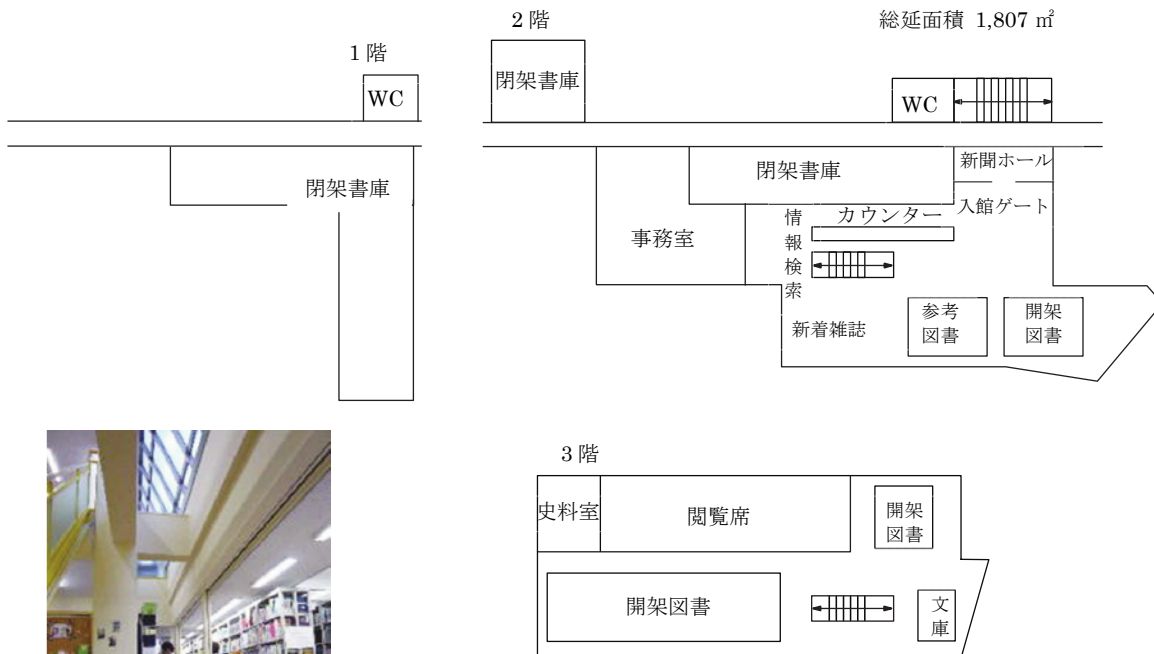 1 階
WC
閉架書庫
2 階
総延面積 1,807 ㎡
閉架書庫
WC
閉架書庫
新聞ホール
入館ゲート
カウンター
情報検索
事務室
新着雑誌
参考
図書
開架
図書
3 階
史料室
閲覧席
開架
図書
開架図書
文
庫